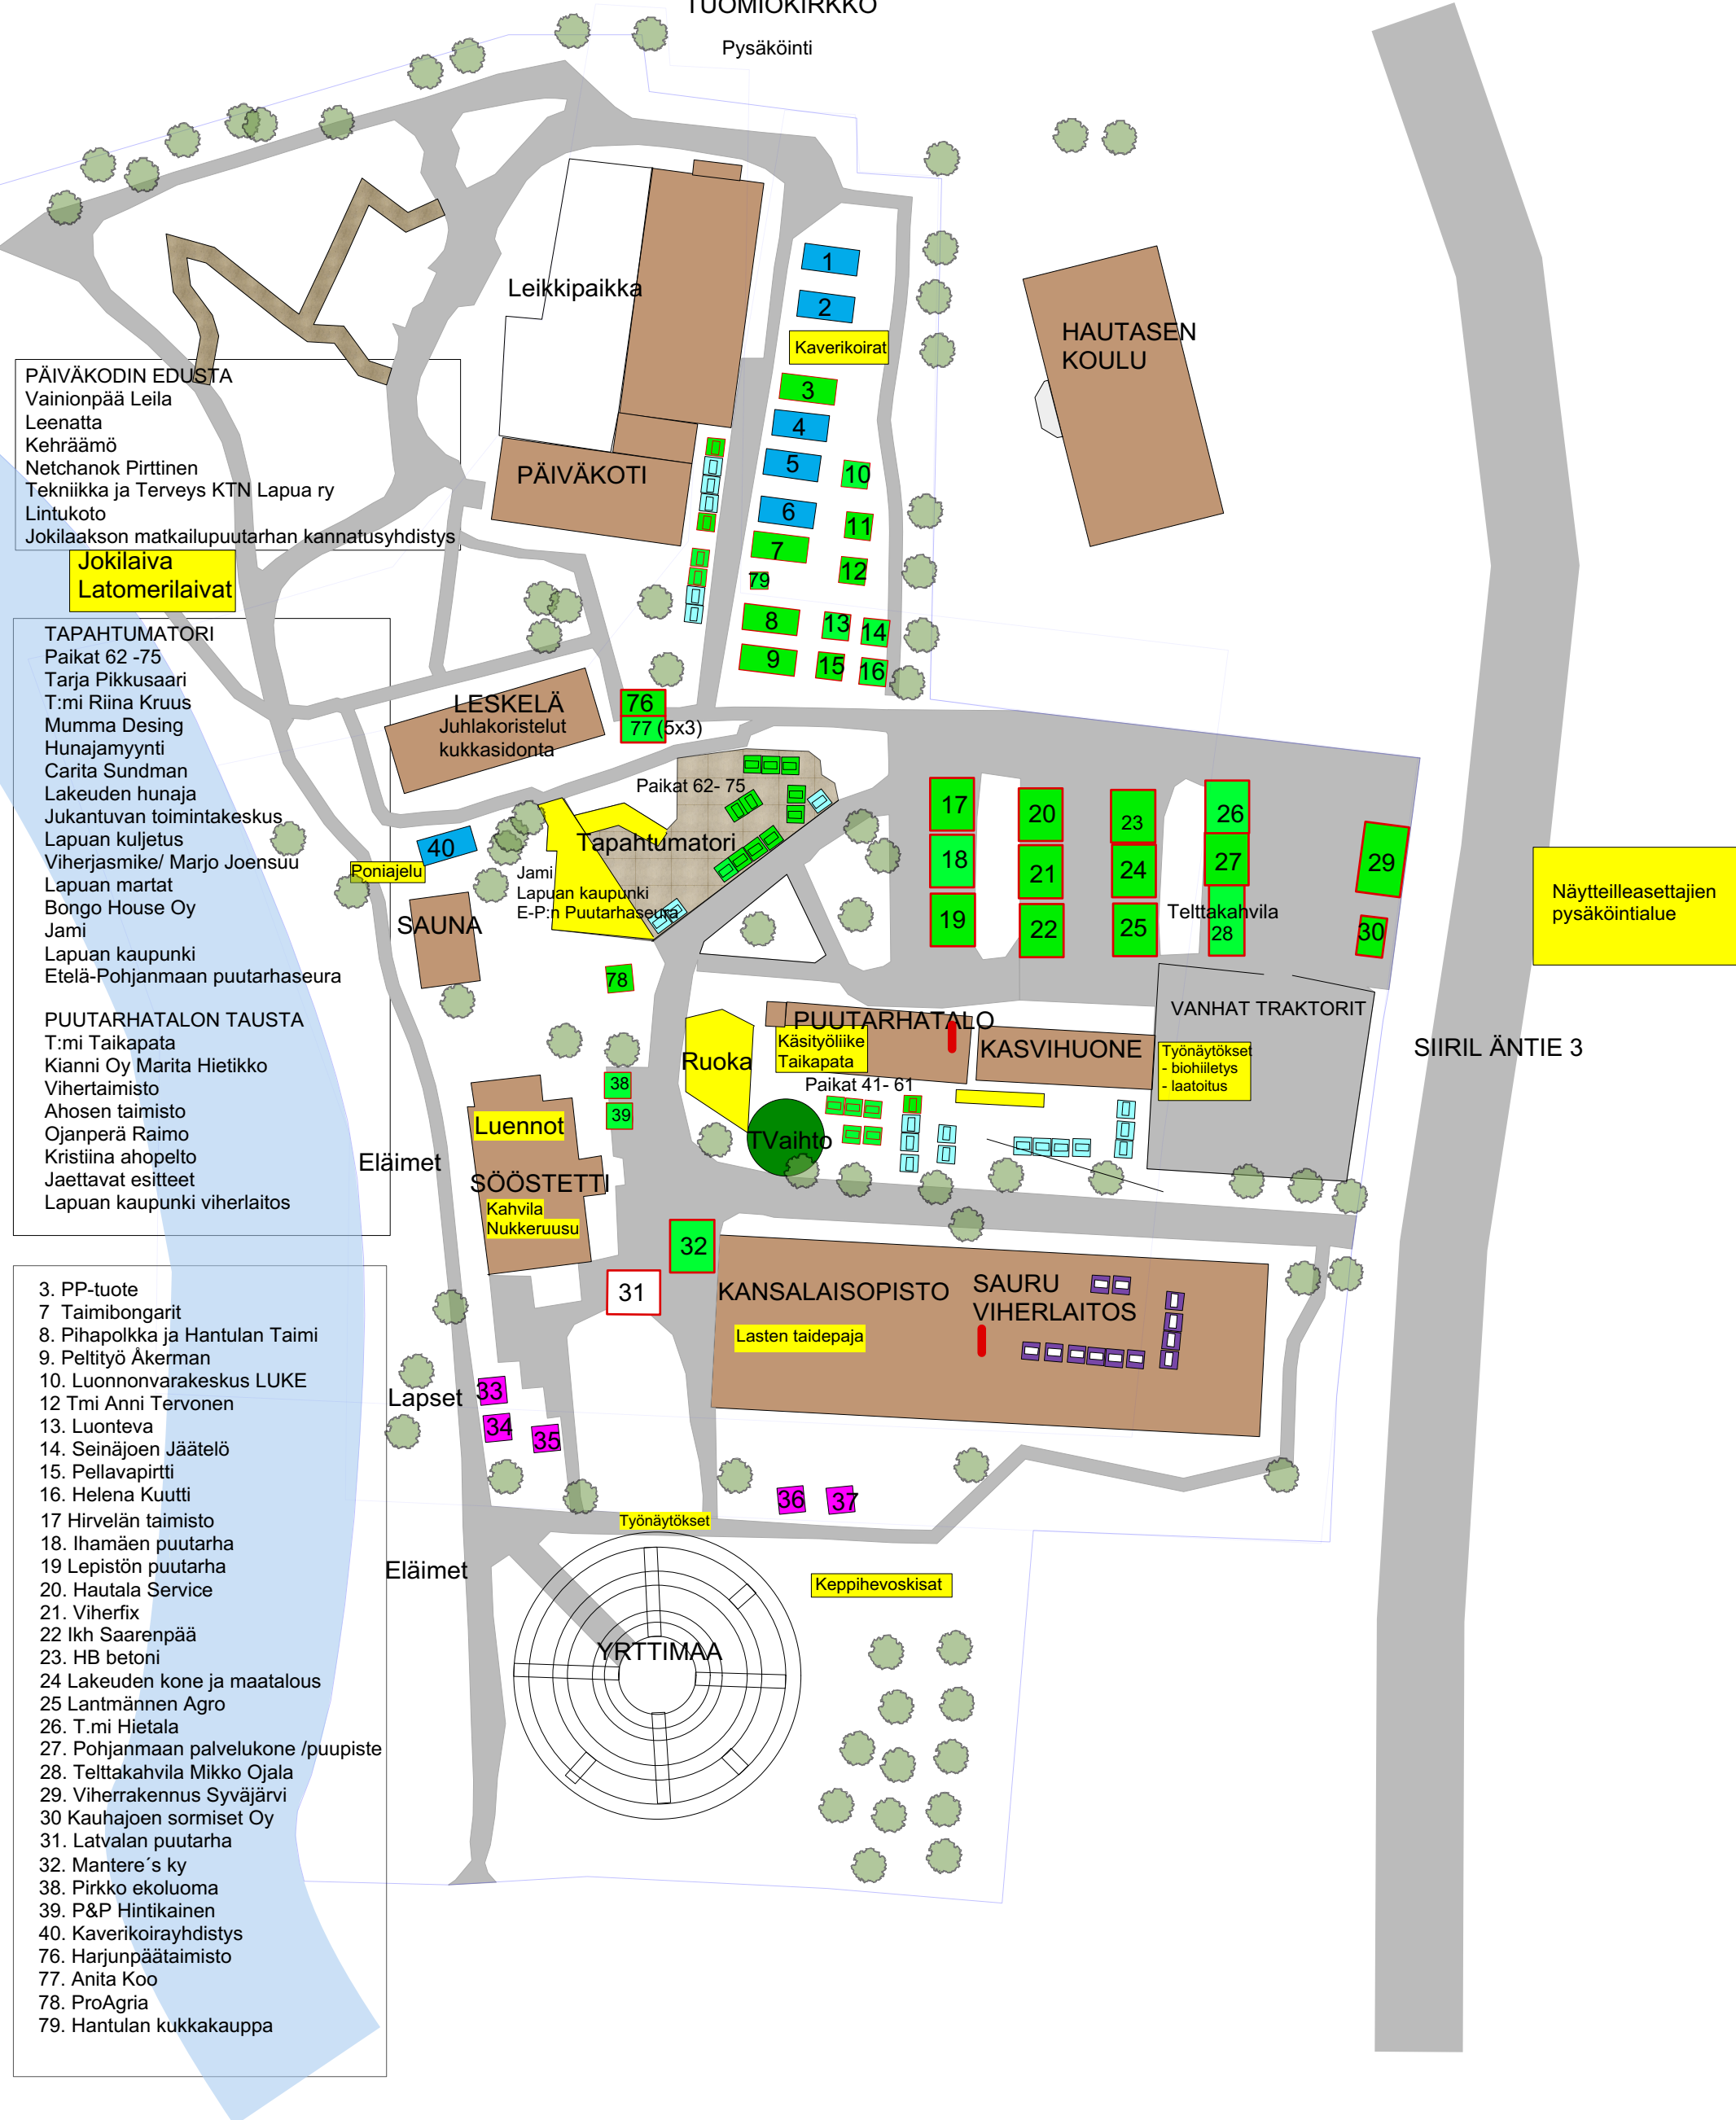 TUOMIOKIRKKO
Pysäköinti
1
2
Kaverikoirat
3
4
5
10
6
11
7
12
79
8
13
14
9
15
16
Leikkipaikka
PÄIVÄKOTI
HAUTASEN
KOULU
PÄIVÄKODIN EDUSTA
Vainionpää Leila
Leenatta
Kehräämö
Netchanok Pirttinen
Tekniikka ja Terveys KTN Lapua ry
Lintukoto
Jokilaakson matkailupuutarhan kannatusyhdistys
Jokilaiva
Latomerilaivat
TAPAHTUMATORI
Paikat 62 -75
Tarja Pikkusaari
T:mi Riina Kruus
Mumma Desing
Hunajamyynti
Carita Sundman
Lakeuden hunaja
Jukantuvan toimintakeskus
Lapuan kuljetus
Viherjasmike/ Marjo Joensuu
Lapuan martat
Bongo House Oy
Jami
Lapuan kaupunki
Etelä-Pohjanmaan puutarhaseura
PUUTARHATALON TAUSTA
T:mi Taikapata
Kianni Oy Marita Hietikko
Vihertaimisto
Ahosen taimisto
Ojanperä Raimo
Kristiina ahopelto
Jaettavat esitteet
Lapuan kaupunki viherlaitos
LESKELÄ
Juhlakoristelut
kukkasidonta
76
77 (5x3)
Paikat 62- 75
Tapahtumatori
40
Poniajelu
Jami
Lapuan kaupunki
E-P:n Puutarhaseura
SAUNA
78
17
18
19
20
21
22
23
24
25
26
27
Telttakahvila
28
29
30
Näytteilleasettajien
pysäköintialue
VANHAT TRAKTORIT
Työnäytökset
- biohiiletys
- laatoitus
SIIRIL ÄNTIE 3
PUUTARHATALO
Käsityöliike
Taikapata
KASVIHUONE
Ruoka
Paikat 41- 61
TVaihto
38
39
Luennot
Eläimet
SÖÖSTETTI
Kahvila
Nukkeruusu
32
31
KANSALAISOPISTO
Lasten taidepaja
SAURU
VIHERLAITOS
Lapset
33
34
35
36
37
Työnäytökset
Eläimet
Keppihevoskisat
YRTTIMAA
3. PP-tuote
7 Taimibongarit
8. Pihapolkka ja Hantulan Taimi
9. Peltityö Åkerman
10. Luonnonvarakeskus LUKE
12 Tmi Anni Tervonen
13. Luonteva
14. Seinäjoen Jäätelö
15. Pellavapirtti
16. Helena Kuutti
17 Hirvelän taimisto
18. Ihamäen puutarha
19 Lepistön puutarha
20. Hautala Service
21. Viherfix
22 Ikh Saarenpää
23. HB betoni
24 Lakeuden kone ja maatalous
25 Lantmännen Agro
26. T.mi Hietala
27. Pohjanmaan palvelukone /puupiste
28. Telttakahvila Mikko Ojala
29. Viherrakennus Syväjärvi
30 Kauhajoen sormiset Oy
31. Latvalan puutarha
32. Mantere´s ky
38. Pirkko ekoluoma
39. P&P Hintikainen
40. Kaverikoirayhdistys
76. Harjunpäätaimisto
77. Anita Koo
78. ProAgria
79. Hantulan kukkakauppa